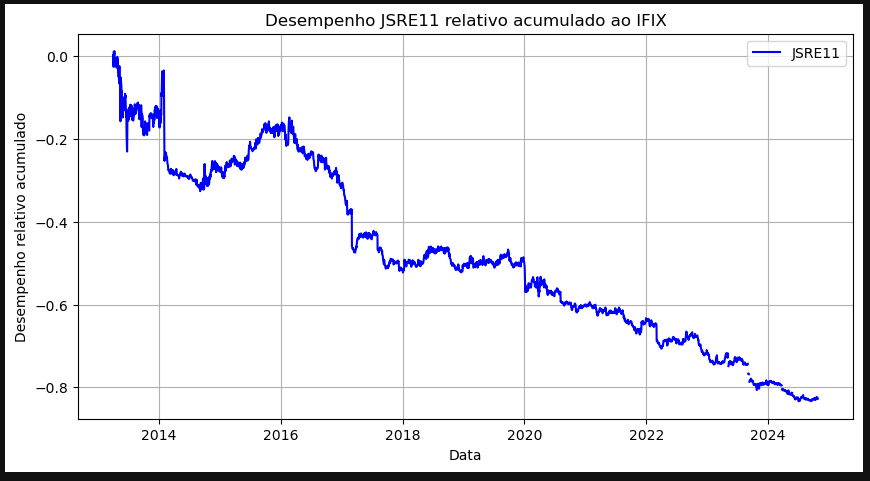 Desempenho JSRE11 relativo acumulado ao IFIX
JSRE11
Desempenho relativo acumulado
0.0
−0.2
−0.4
−0.6
−0.8
2014 2016 2018 2020 2022 2024
Data